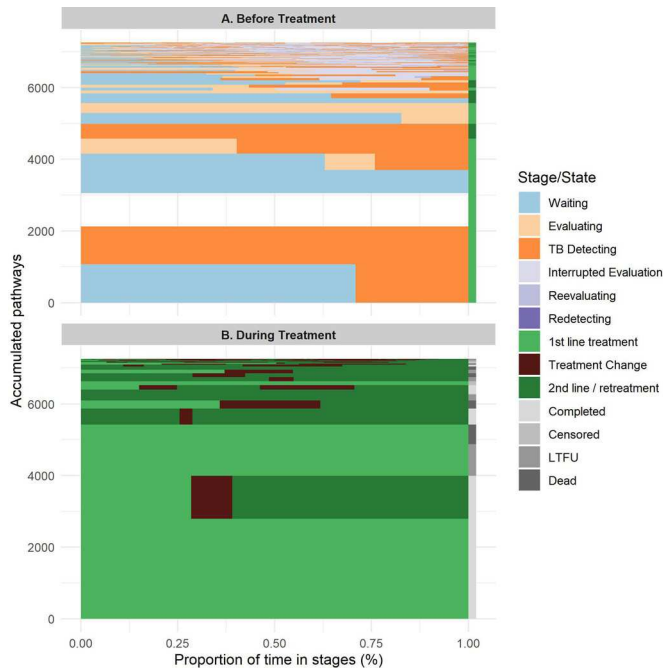 A. Before Treatment
6000
4000
2000
0
B. During Treatment
6000
4000
2000
0
0.00 0.25 0.50 0.75 1.00
Proportion of time in stages (%)
Accumulated pathways
Stage/State
Waiting
Evaluating
TB Detecting
Interrupted Evaluation
Reevaluating
Redetecting
1st line treatment
Treatment Change
2nd line / retreatment
Completed
Censored
LTFU
Dead